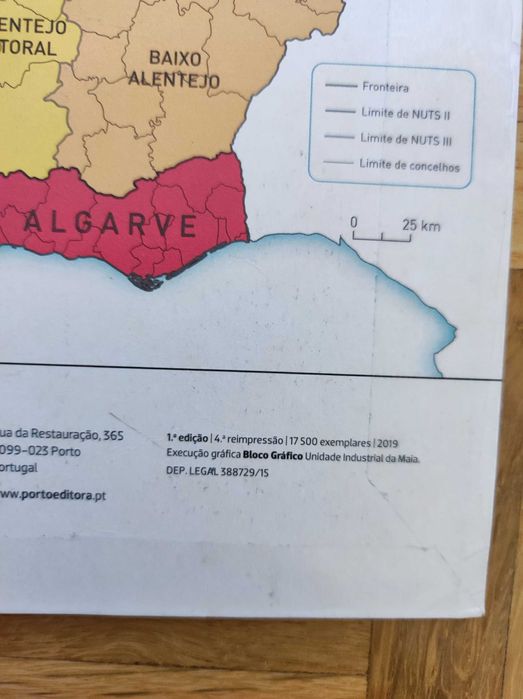 ENTEJO
TORAL
BAIXO
ALENTEJO
Fronteira
Limite de NUTS II
Limite de NUTS III
Limite de concelhos
ALGARVE
0 25 km
ua da Restauração, 365
099-023 Porto
ortugal
ww.portoeditora.pt
1.ª edição | 4.ª reimpressão | 17 500 exemplares | 2019
Execução gráfica Bloco Gráfico Unidade Industrial da Maia.
DEP. LEGAL 388729/15